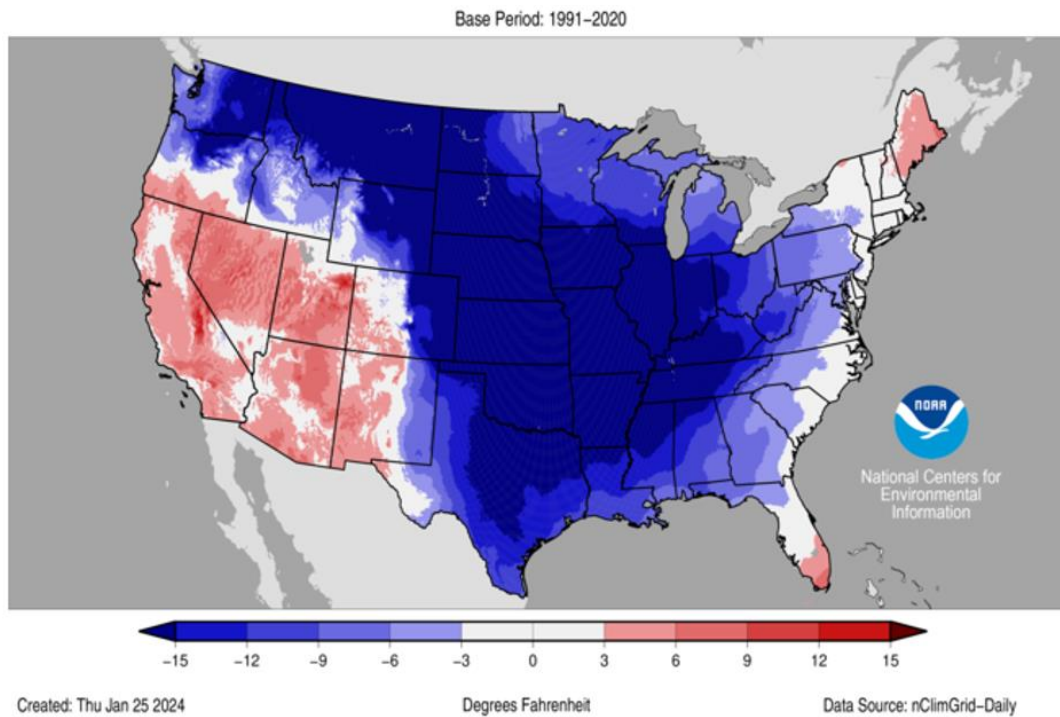 Base Period: 1991–2020
NOAA
National Centers for
Environmental
Information
-15 -12 -9 -6 -3 0 3 6 9 12 15
Created: Thu Jan 25 2024 Degrees Fahrenheit Data Source: nClimGrid–Daily